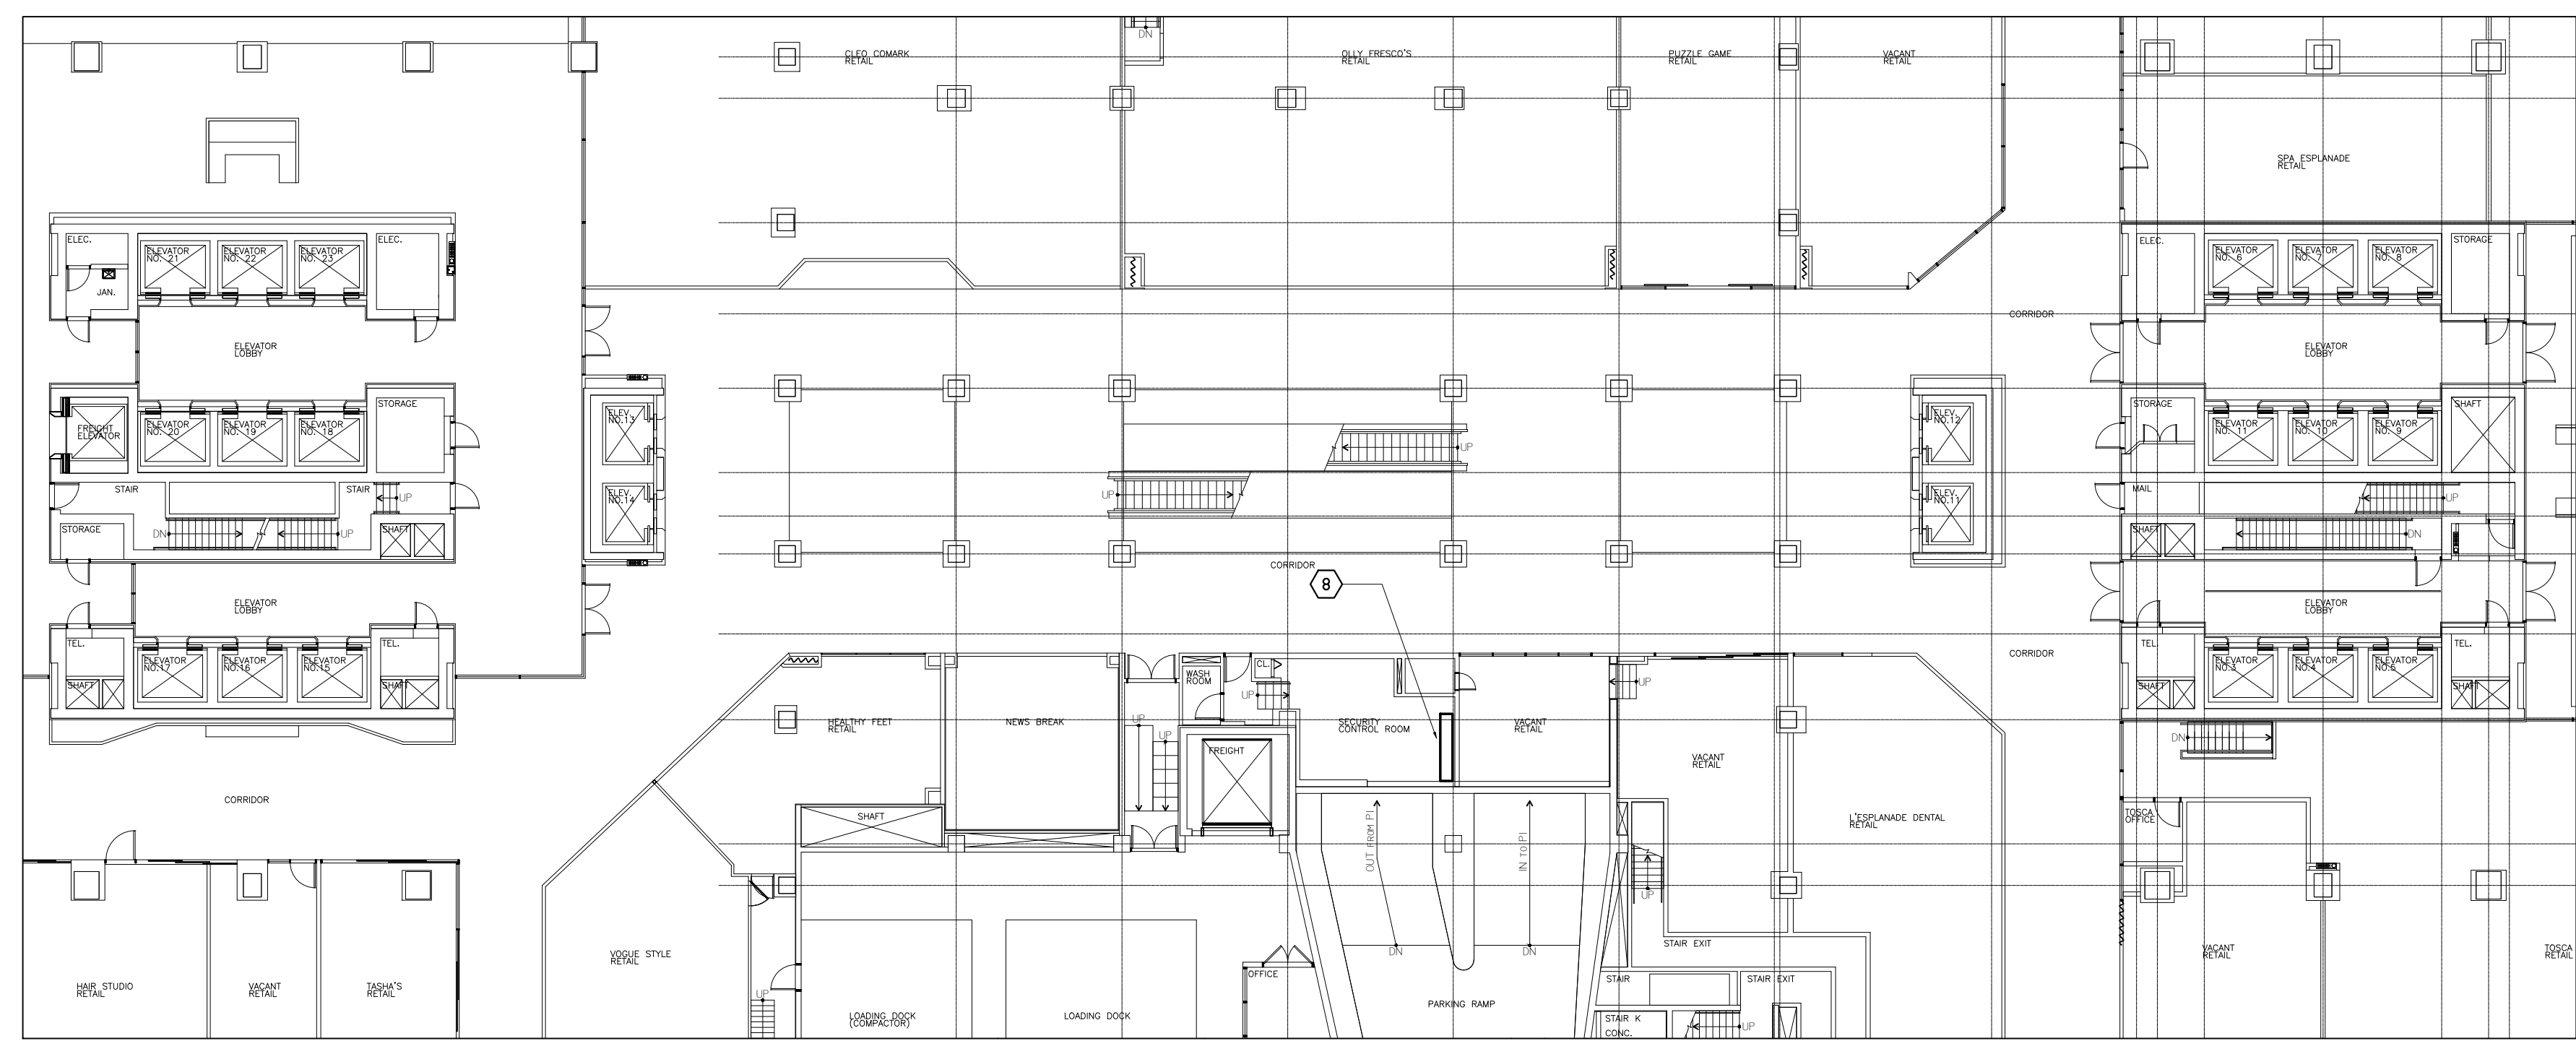 DN
CLEO COMARK
RETAIL
OLLY FRESCO'S
RETAIL
PUZZLE GAME
RETAIL
VACANT
RETAIL
SPA ESPLANADE
RETAIL
ELEC.
JAN.
ELEVATOR
NO. 21
ELEVATOR
NO. 22
ELEVATOR
NO. 23
ELEC.
ELEVATOR
LOBBY
CORRIDOR
ELEC.
ELEVATOR
NO. 6
ELEVATOR
NO. 7
ELEVATOR
NO. 8
STORAGE
ELEVATOR
LOBBY
FREIGHT
ELEVATOR
ELEVATOR
NO. 20
ELEVATOR
NO. 19
ELEVATOR
NO. 18
STORAGE
ELEV.
NO.13
ELEV.
NO.14
UP
UP
ELEV.
NO.12
ELEV.
NO.11
STORAGE
ELEVATOR
NO. 11
ELEVATOR
NO. 10
ELEVATOR
NO. 9
SHAFT
STAIR
STAIR
UP
STORAGE
DN
UP
SHAFT
MAIL
UP
SHAFT
DN
CORRIDOR
8
ELEVATOR
LOBBY
ELEVATOR
LOBBY
TEL.
SHAFT
ELEVATOR
NO.17
ELEVATOR
NO.16
ELEVATOR
NO.15
TEL.
SHAFT
CORRIDOR
TEL.
SHAFT
ELEVATOR
NO.3
ELEVATOR
NO.4
ELEVATOR
TEL.
SHAFT
HEALTHY FEET
RETAIL
NEWS BREAK
UP
UP
WASH
ROOM
CL.
UP
FREIGHT
SECURITY
CONTROL ROOM
VACANT
RETAIL
UP
VACANT
RETAIL
DN
CORRIDOR
SHAFT
OUT FROM P1
IN TO P1
UP
L'ESPLANADE DENTAL
RETAIL
TOSCA
OFFICE
HAIR STUDIO
RETAIL
VACANT
RETAIL
TASHA'S
RETAIL
VOGUE STYLE
RETAIL
UP
LOADING DOCK
(COMPACTOR)
LOADING DOCK
OFFICE
DN
DN
PARKING RAMP
STAIR EXIT
STAIR
STAIR EXIT
STAIR K
CONC.
UP
VACANT
RETAIL
TOSCA
RETAIL